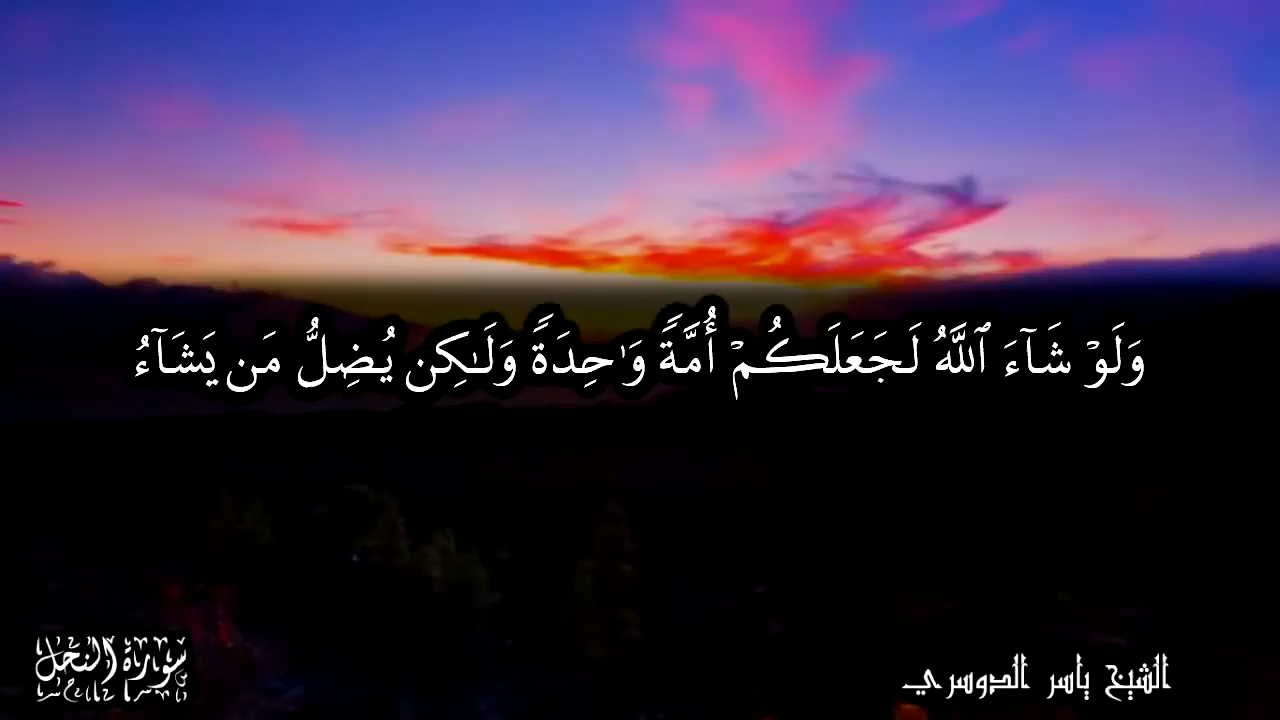 وَلَوۡ شَآءَ ٱللَّهُ لَجَعَلَكُمۡ أُمَّةٗ وَٰحِدَةٗ وَلَٰكِن يُضِلُّ مَن يَشَآءُ
سورة النحل
الشيخ ياسر الدوسري